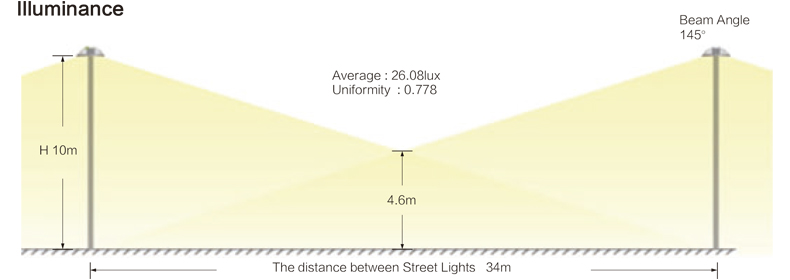 Illuminance
Beam Angle
145°
Average : 26.08lux
Uniformity : 0.778
H 10m
4.6m
The distance between Street Lights 34m